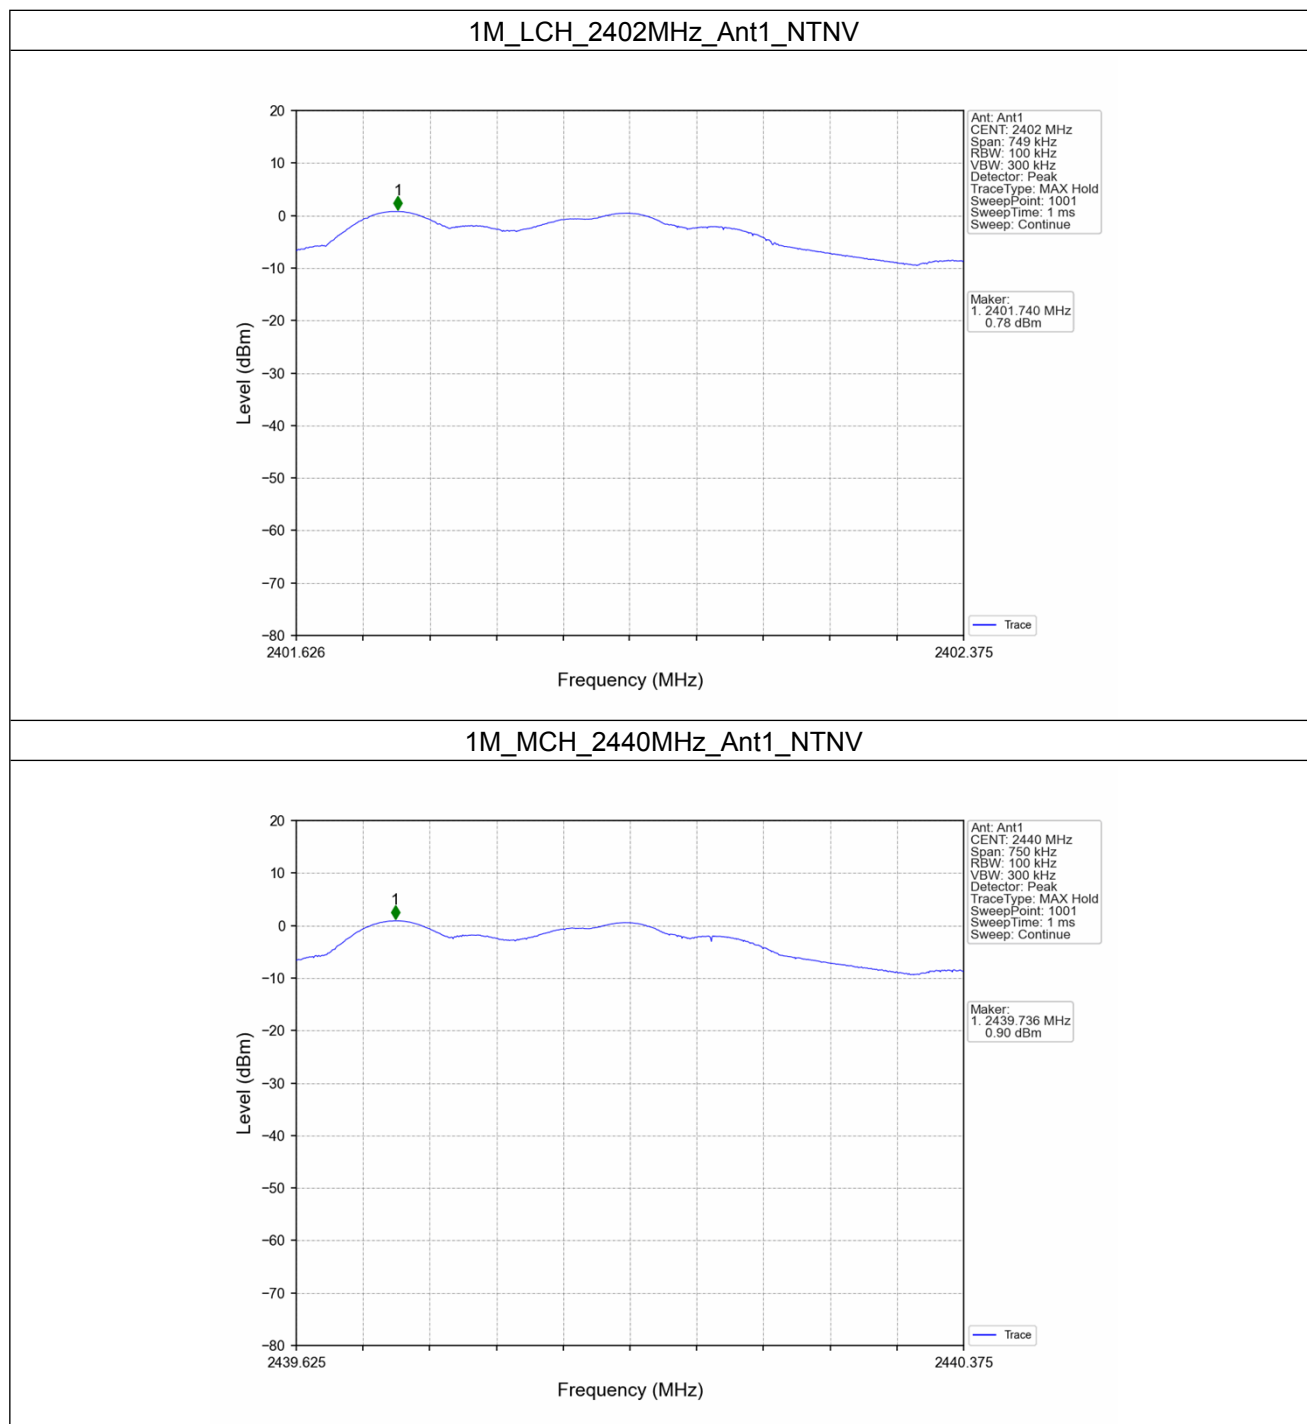 1M_LCH_2402MHz_Ant1_NTNV
20
10
0
−10
−20
−30
−40
−50
−60
−70
−80
Level (dBm)
1
2401.626
2402.375
Frequency (MHz)
Ant: Ant1
CENT: 2402 MHz
Span: 749 kHz
RBW: 100 kHz
VBW: 300 kHz
Detector: Peak
TraceType: MAX Hold
SweepPoint: 1001
SweepTime: 1 ms
Sweep: Continue
Maker:
1. 2401.740 MHz
0.78 dBm
Trace
1M_MCH_2440MHz_Ant1_NTNV
20
10
0
−10
−20
−30
−40
−50
−60
−70
−80
Level (dBm)
1
2439.625
2440.375
Frequency (MHz)
Ant: Ant1
CENT: 2440 MHz
Span: 750 kHz
RBW: 100 kHz
VBW: 300 kHz
Detector: Peak
TraceType: MAX Hold
SweepPoint: 1001
SweepTime: 1 ms
Sweep: Continue
Maker:
1. 2439.736 MHz
0.90 dBm
Trace